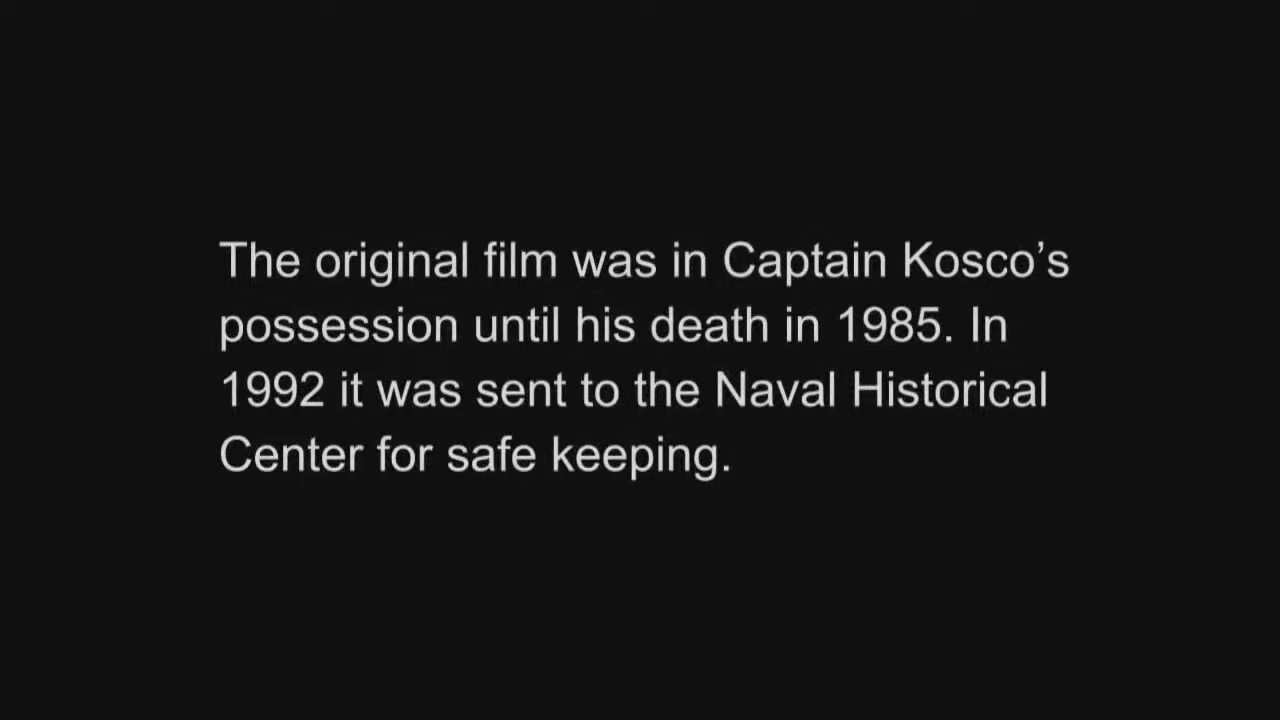 The original film was in Captain Kosco’s
possession until his death in 1985. In
1992 it was sent to the Naval Historical
Center for safe keeping.